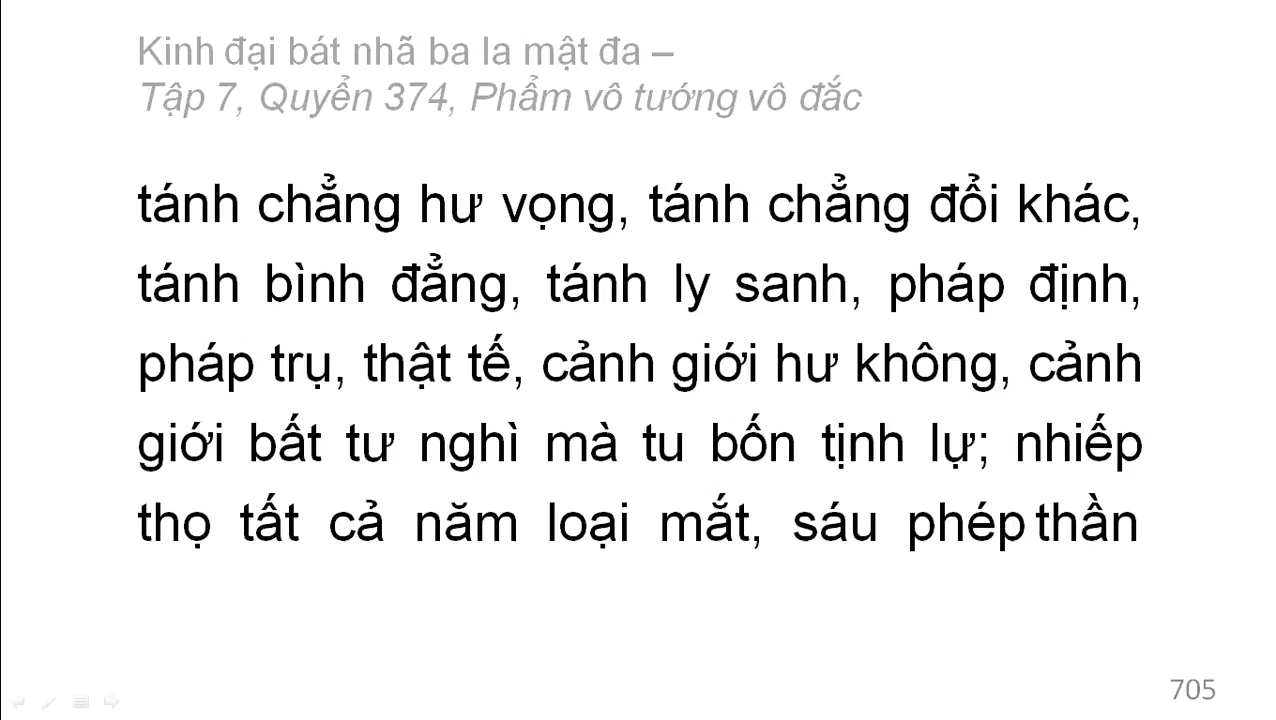 Kinh đại bát nhã ba la mật đa –
Tập 7, Quyển 374, Phẩm vô tướng vô đắc
tánh chẳng hư vọng, tánh chẳng đổi khác,
tánh bình đẳng, tánh ly sanh, pháp định,
pháp trụ, thật tế, cảnh giới hư không, cảnh
giới bất tư nghì mà tu bốn tịnh lự; nhiếp
thọ tất cả năm loại mắt, sáu phép thần
705